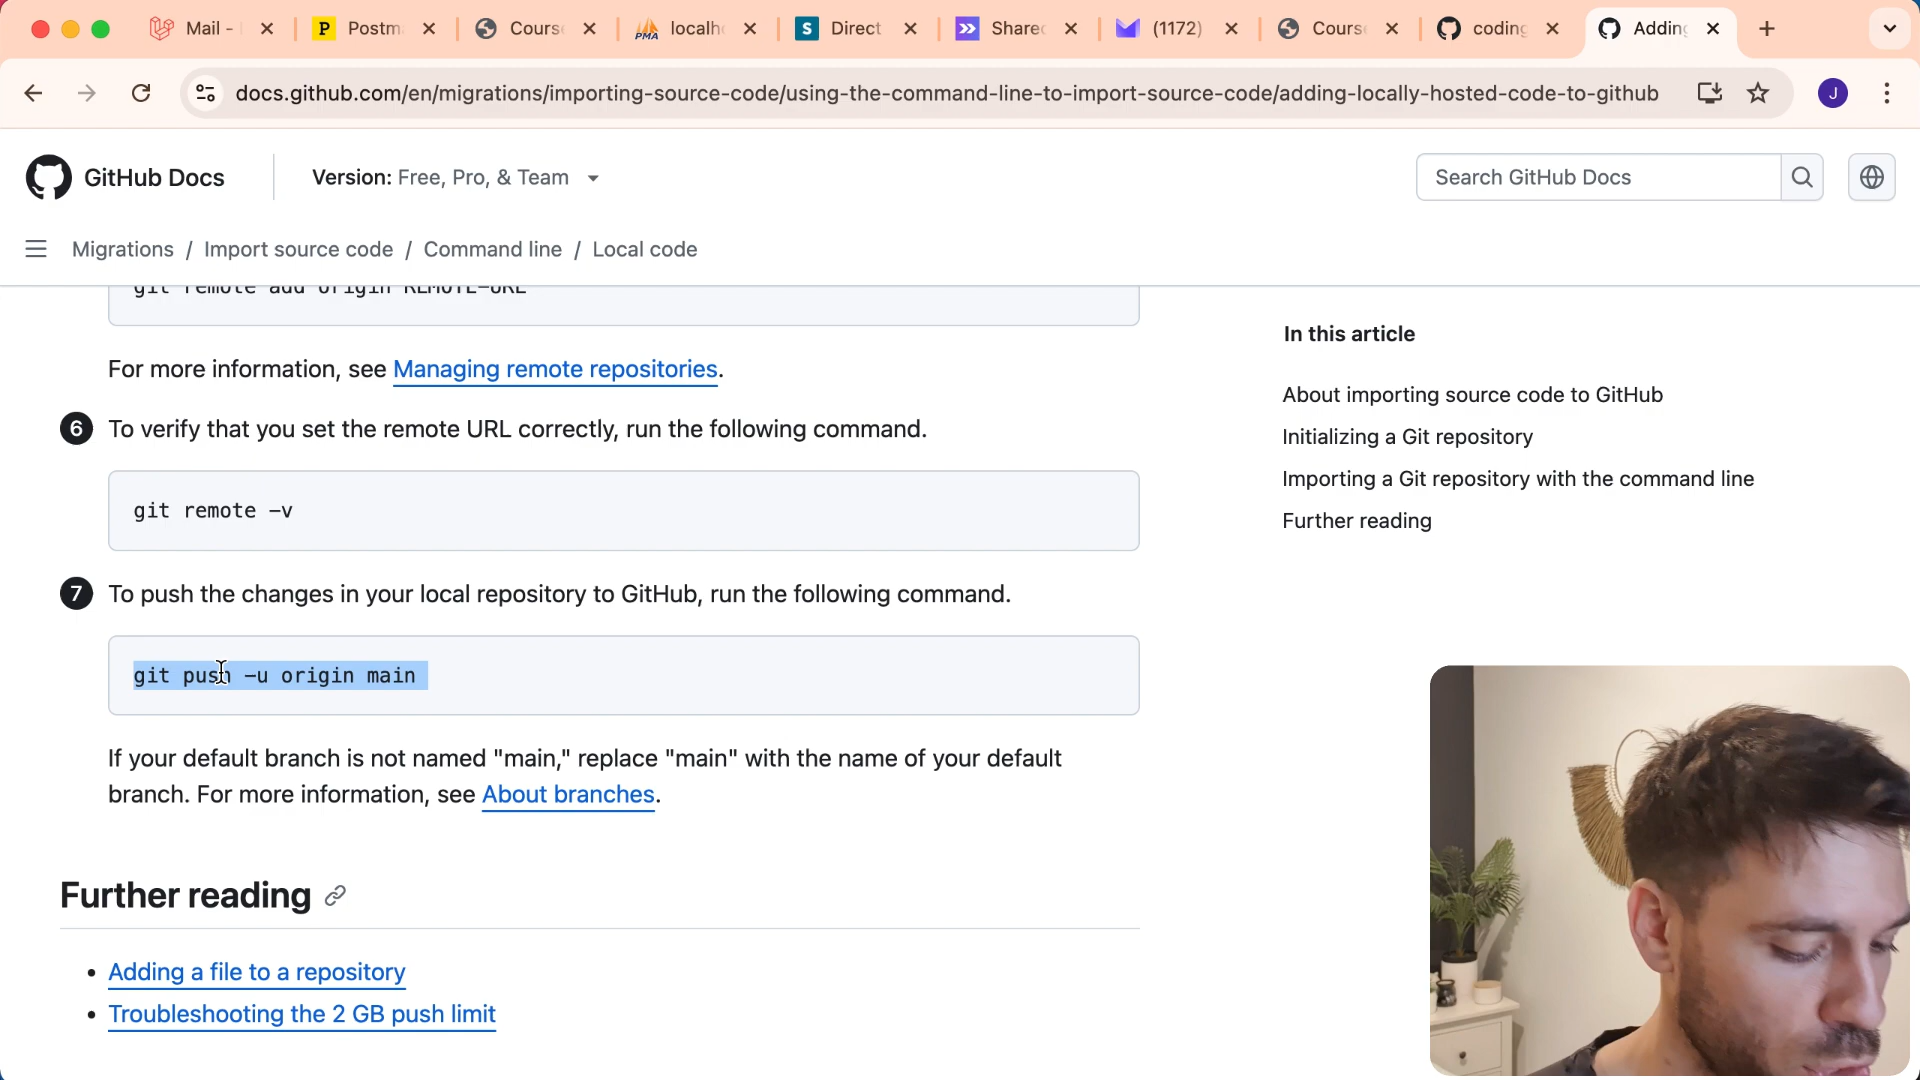 Mail -
Postm
Cours
localh
Direct
Share
(1172)
Cours
coding
Adding
docs.github.com/en/migrations/importing-source-code/using-the-command-line-to-import-source-code/adding-locally-hosted-code-to-github
J
GitHub Docs
Version: Free, Pro, & Team
Search GitHub Docs
Migrations / Import source code / Command line / Local code
git remote add origin REMOTE-URL
For more information, see Managing remote repositories.
6 To verify that you set the remote URL correctly, run the following command.
git remote -v
7 To push the changes in your local repository to GitHub, run the following command.
git push -u origin main
If your default branch is not named "main," replace "main" with the name of your default
branch. For more information, see About branches.
Further reading
• Adding a file to a repository
• Troubleshooting the 2 GB push limit
In this article
About importing source code to GitHub
Initializing a Git repository
Importing a Git repository with the command line
Further reading